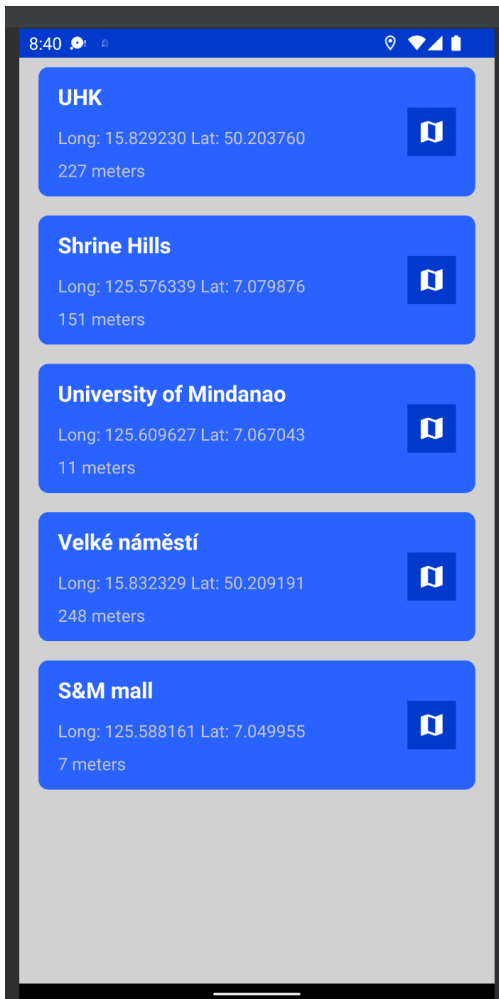 8:40
UHK
Long: 15.829230 Lat: 50.203760
227 meters
Shrine Hills
Long: 125.576339 Lat: 7.079876
151 meters
University of Mindanao
Long: 125.609627 Lat: 7.067043
11 meters
Velké náměstí
Long: 15.832329 Lat: 50.209191
248 meters
S&M mall
Long: 125.588161 Lat: 7.049955
7 meters